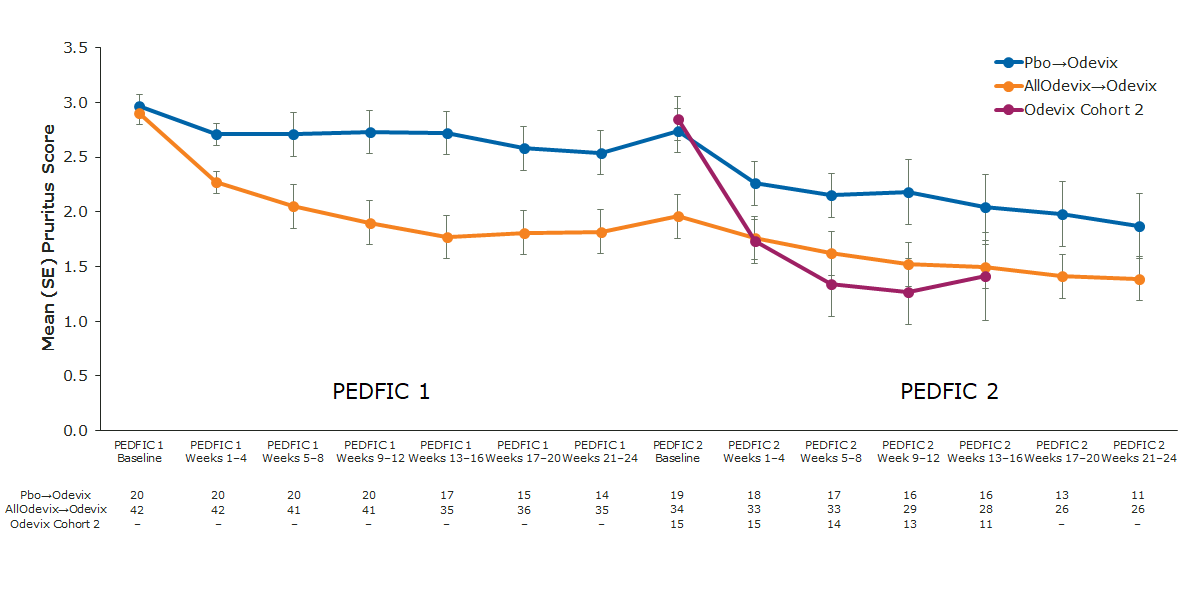 3.5
3.0
2.5
2.0
1.5
1.0
0.5
0.0
Mean (SE) Pruritus Score
Pbo→Odevix
AllOdevix→Odevix
Odevix Cohort 2
PEDFIC 1
PEDFIC 2
PEDFIC 1 PEDFIC 1 PEDFIC 1 PEDFIC 1 PEDFIC 1 PEDFIC 1 PEDFIC 1 PEDFIC 2 PEDFIC 2 PEDFIC 2 PEDFIC 2 PEDFIC 2 PEDFIC 2 PEDFIC 2
Baseline Weeks 1–4 Weeks 5–8 Weeks 9–12 Weeks 13–16 Weeks 17–20 Weeks 21–24 Baseline Weeks 1–4 Weeks 5–8 Week 9–12 Weeks 13–16 Weeks 17–20 Weeks 21–24
Pbo→Odevix 20 20 20 20 17 15 14 19 18 17 16 16 13 11
AllOdevix→Odevix 42 42 41 41 35 36 35 34 33 33 29 28 26 26
Odevix Cohort 2 – – – – – – – 15 15 14 13 11 – –